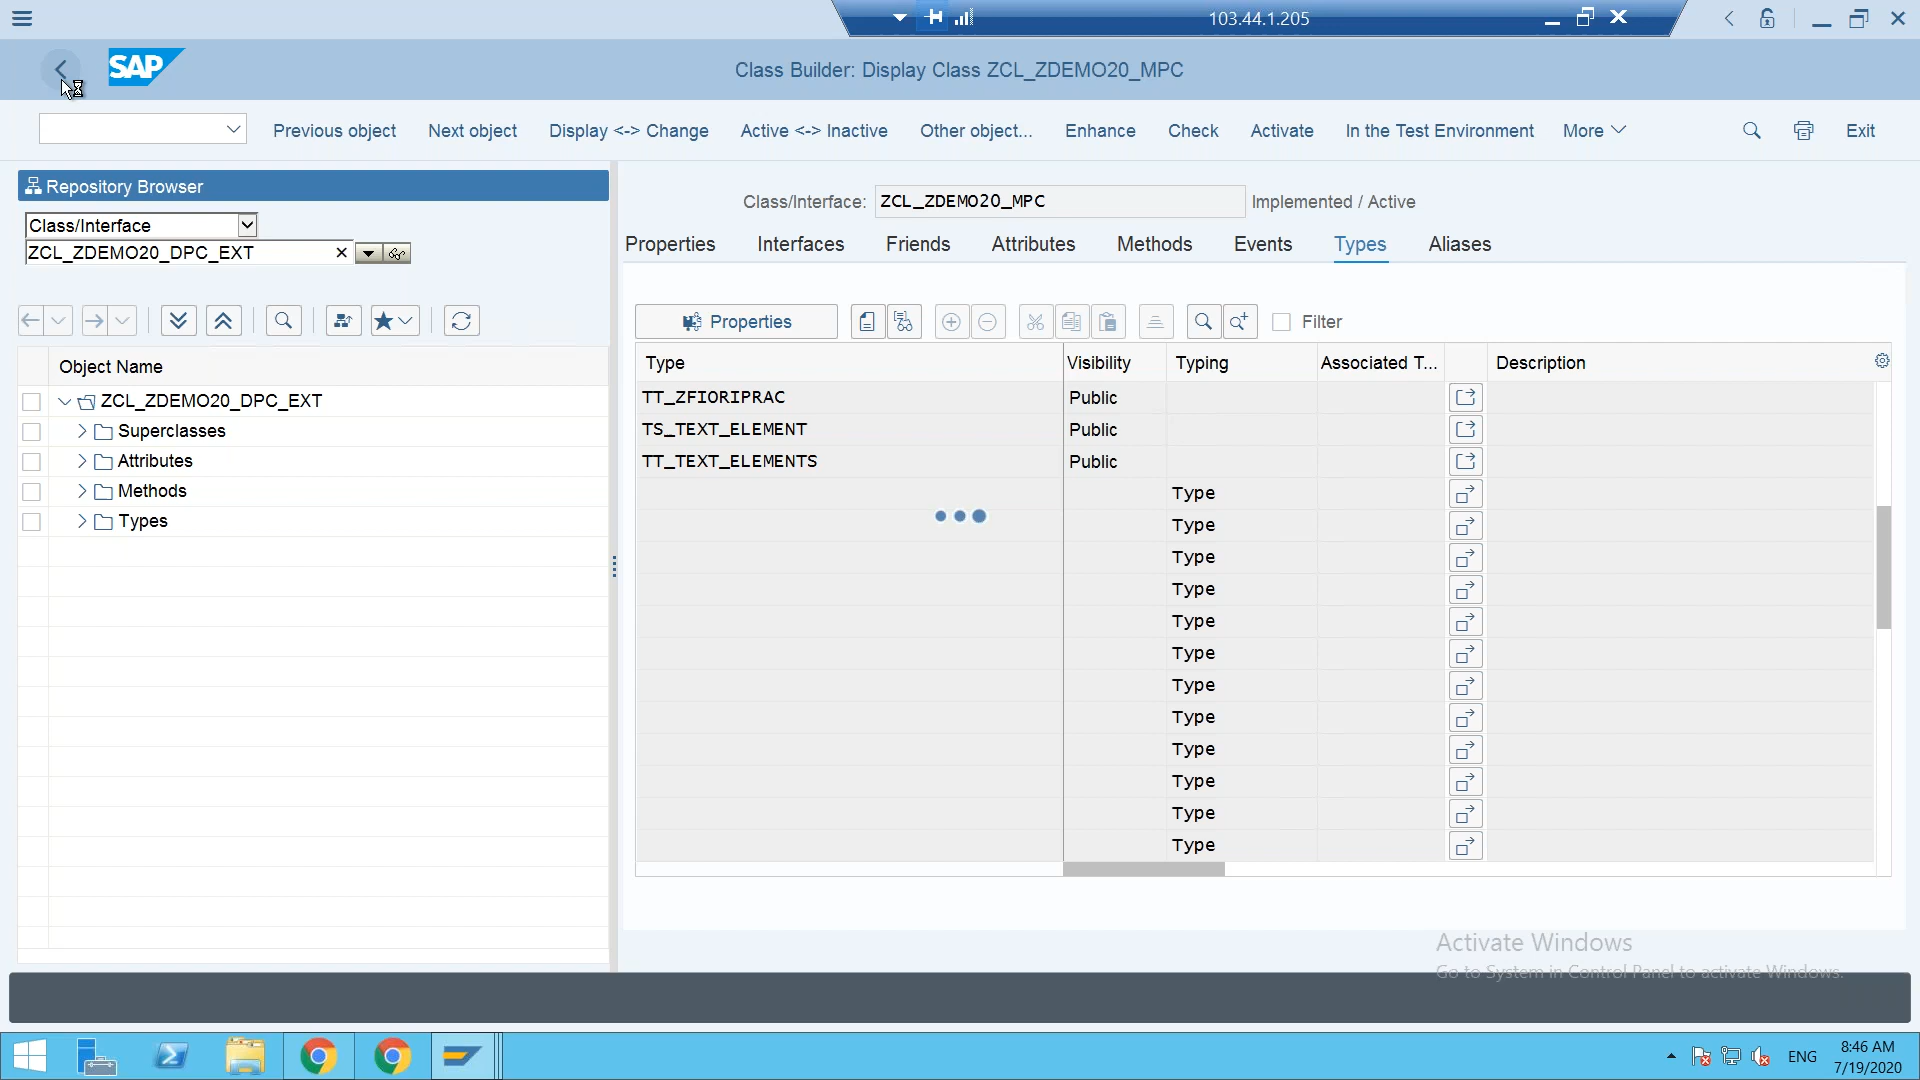 103.44.1.205
SAP
Class Builder: Display Class ZCL_ZDEMO20_MPC
Previous object
Next object
Display <-> Change
Active <-> Inactive
Other object...
Enhance
Check
Activate
In the Test Environment
More
Exit
Repository Browser
Class/Interface
ZCL_ZDEMO20_DPC_EXT
Object Name
ZCL_ZDEMO20_DPC_EXT
Superclasses
Attributes
Methods
Types
Class/Interface:
ZCL_ZDEMO20_MPC
Implemented / Active
Properties
Interfaces
Friends
Attributes
Methods
Events
Types
Aliases
Properties
Filter
Type
Visibility
Typing
Associated T...
Description
TT_ZFIORIPRAC
Public
TS_TEXT_ELEMENT
Public
TT_TEXT_ELEMENTS
Public
Type
Type
Type
Type
Type
Type
Type
Type
Type
Type
Type
Type
Activate Windows
Go to System in Control Panel to activate Windows.
ENG
8:46 AM
7/19/2020